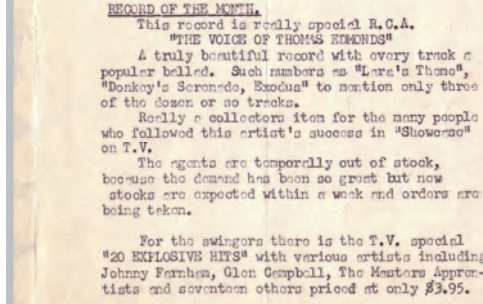 RECORD OF THE MONTH.
This record is really special R.C.A.
"THE VOICE OF THOMAS EDMONDS"
A truly beautiful record with every track a
popular ballad. Such numbers as "Lara's Theme",
"Donkey's Serenade, Exodus" to mention only three
of the dozen or so tracks.
Really a collectors item for the many people
who followed this artist's success in "Showcase"
on T.V.
The agents are temporally out of stock,
because the demand has been so great but new
stocks are expected within a week and orders are
being taken.
For the swingers there is the T.V. special
"20 EXPLOSIVE HITS" with various artists including
Johnny Farnham, Glen Campbell, The Masters Appren-
tists and seventeen others priced at only $3.95.